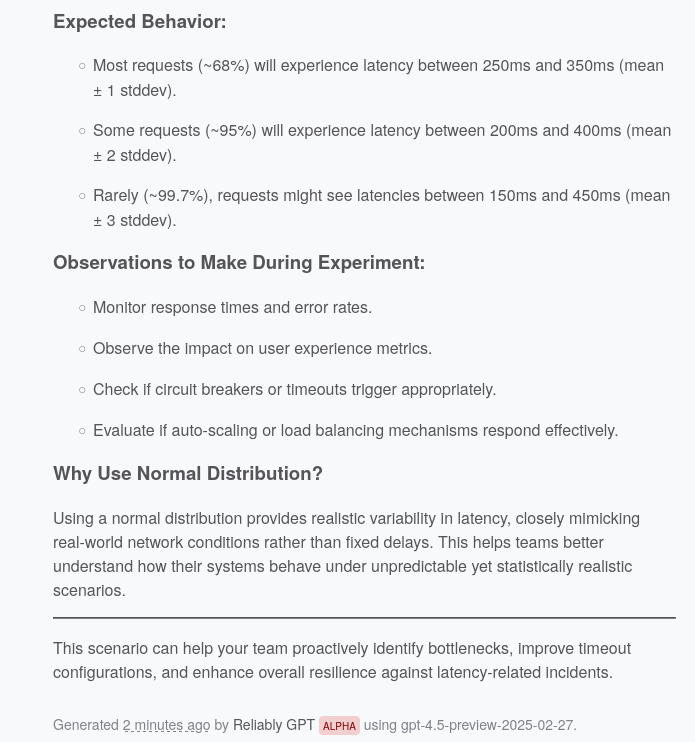 Expected Behavior:
○ Most requests (~68%) will experience latency between 250ms and 350ms (mean
± 1 stddev).
○ Some requests (~95%) will experience latency between 200ms and 400ms (mean
± 2 stddev).
○ Rarely (~99.7%), requests might see latencies between 150ms and 450ms (mean
± 3 stddev).
Observations to Make During Experiment:
○ Monitor response times and error rates.
○ Observe the impact on user experience metrics.
○ Check if circuit breakers or timeouts trigger appropriately.
○ Evaluate if auto-scaling or load balancing mechanisms respond effectively.
Why Use Normal Distribution?
Using a normal distribution provides realistic variability in latency, closely mimicking
real-world network conditions rather than fixed delays. This helps teams better
understand how their systems behave under unpredictable yet statistically realistic
scenarios.
This scenario can help your team proactively identify bottlenecks, improve timeout
configurations, and enhance overall resilience against latency-related incidents.
Generated 2 minutes ago by Reliably GPT ALPHA using gpt-4.5-preview-2025-02-27.